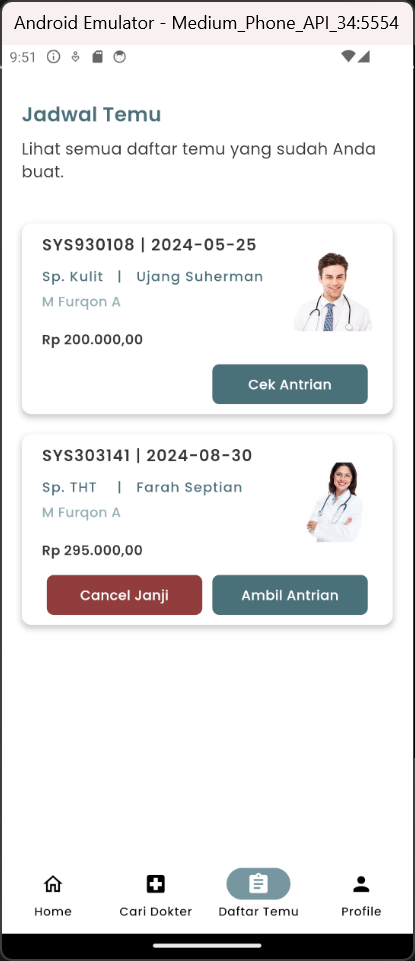 Android Emulator - Medium_Phone_API_34:5554
9:51
Jadwal Temu
Lihat semua daftar temu yang sudah Anda
buat.
SYS930108 | 2024-05-25
Sp. Kulit | Ujang Suherman
M Furqon A
Rp 200.000,00
Cek Antrian
SYS303141 | 2024-08-30
Sp. THT | Farah Septian
M Furqon A
Rp 295.000,00
Cancel Janji Ambil Antrian
Home Cari Dokter Daftar Temu Profile